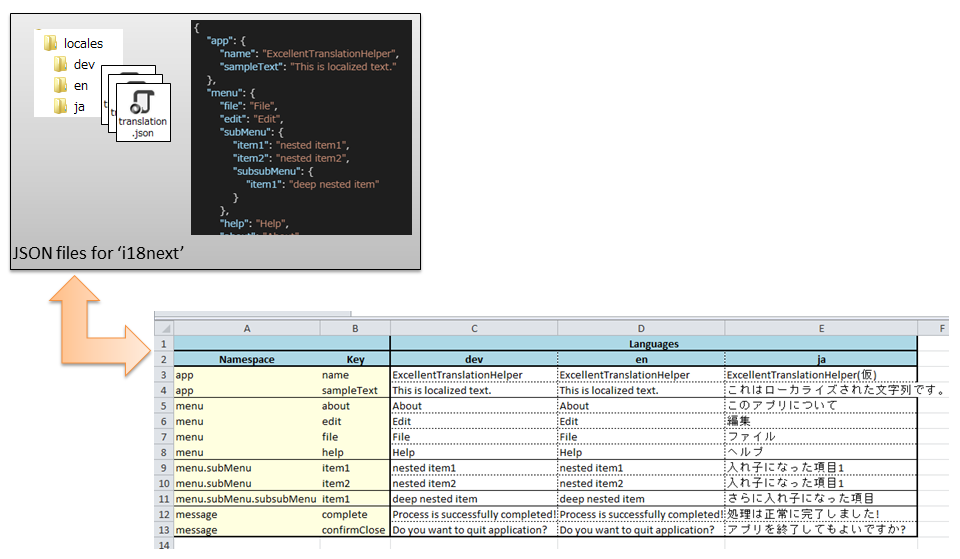 locales
dev
en
ja
translation
.json
{
"app": {
"name": "ExcellentTranslationHelper",
"sampleText": "This is localized text."
},
"menu": {
"file": "File",
"edit": "Edit",
"subMenu": {
"item1": "nested item1",
"item2": "nested item2",
"subsubMenu": {
"item1": "deep nested item"
}
},
"help": "Help",
"about": "About"
JSON files for ‘i18next’
A B C D E F
1 Languages
2 Namespace Key dev en ja
3 app name ExcellentTranslationHelper ExcellentTranslationHelper ExcellentTranslationHelper(仮)
4 app sampleText This is localized text. This is localized text. これはローカライズされた文字列です。
5 menu about About About このアプリについて
6 menu edit Edit Edit 編集
7 menu file File File ファイル
8 menu help Help Help ヘルプ
9 menu.subMenu item1 nested item1 nested item1 入れ子になった項目1
10 menu.subMenu item2 nested item2 nested item2 入れ子になった項目1
11 menu.subMenu.subsubMenu item1 deep nested item deep nested item さらに入れ子になった項目
12 message complete Process is successfully completed! Process is successfully completed! 処理は正常に完了しました!
13 message confirmClose Do you want to quit application? Do you want to quit application? アプリを終了してもよいですか?
14